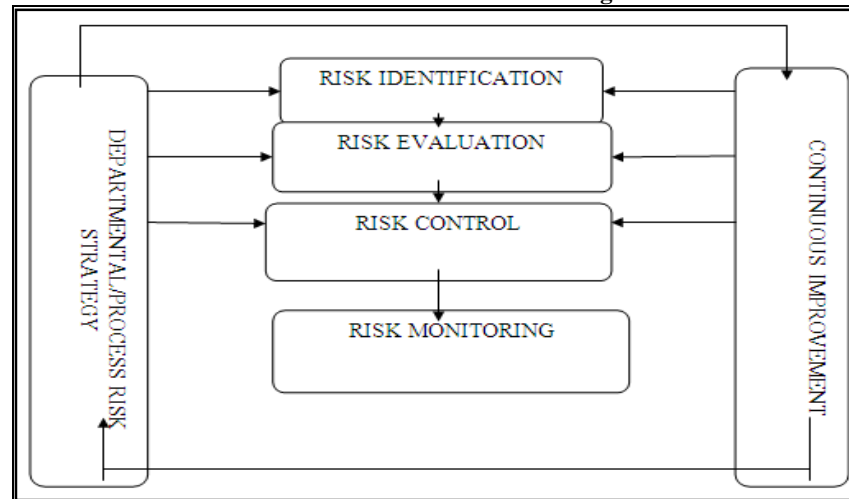 RISK IDENTIFICATION
RISK EVALUATION
RISK CONTROL
RISK MONITORING
DEPARTMENTAL/PROCESS RISK
STRATEGY
CONTINUOUS IMPROVEMENT